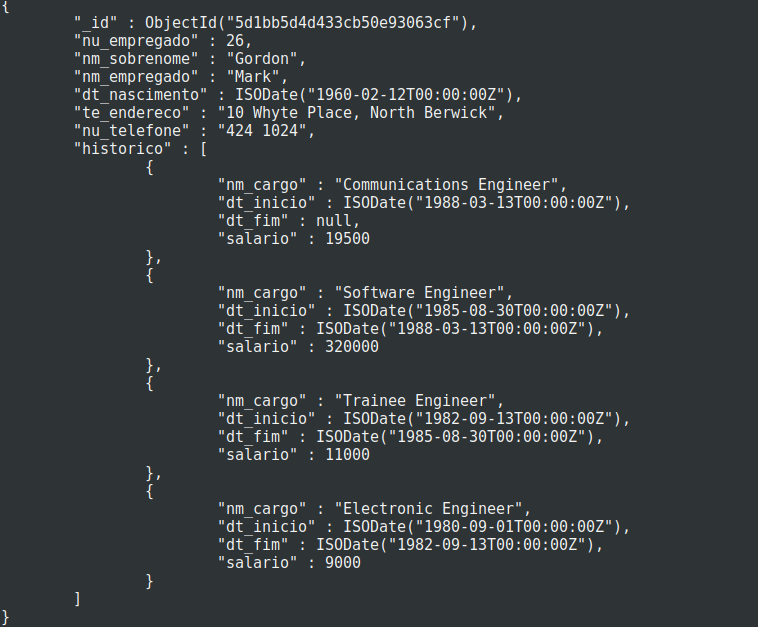 {
        "_id" : ObjectId("5d1bb5d4d433cb50e93063cf"),
        "nu_empregado" : 26,
        "nm_sobrenome" : "Gordon",
        "nm_empregado" : "Mark",
        "dt_nascimento" : ISODate("1960-02-12T00:00:00Z"),
        "te_endereco" : "10 Whyte Place, North Berwick",
        "nu_telefone" : "424 1024",
        "historico" : [
                {
                        "nm_cargo" : "Communications Engineer",
                        "dt_inicio" : ISODate("1988-03-13T00:00:00Z"),
                        "dt_fim" : null,
                        "salario" : 19500
                },
                {
                        "nm_cargo" : "Software Engineer",
                        "dt_inicio" : ISODate("1985-08-30T00:00:00Z"),
                        "dt_fim" : ISODate("1988-03-13T00:00:00Z"),
                        "salario" : 320000
                },
                {
                        "nm_cargo" : "Trainee Engineer",
                        "dt_inicio" : ISODate("1982-09-13T00:00:00Z"),
                        "dt_fim" : ISODate("1985-08-30T00:00:00Z"),
                        "salario" : 11000
                },
                {
                        "nm_cargo" : "Electronic Engineer",
                        "dt_inicio" : ISODate("1980-09-01T00:00:00Z"),
                        "dt_fim" : ISODate("1982-09-13T00:00:00Z"),
                        "salario" : 9000
                }
        ]
}